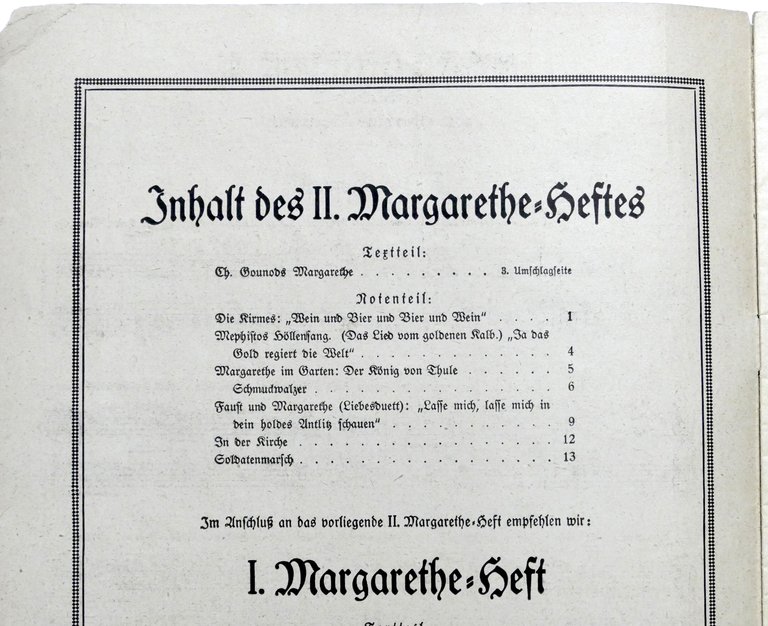 Inhalt des II. Margarethe=Heftes
Textteil:
Ch. Gounods Margarethe . . . . . . . . . 3. Umschlagseite
Notenteil:
Die Kirmes: „Wein und Bier und Bier und Wein“ . . . . 1
Mephistos Höllensang. (Das Lied vom goldenen Kalb.) „Ja das
Gold regiert die Welt“ . . . . . . . . . . . . 4
Margarethe im Garten: Der König von Thule . . . . . . 5
Schmuckwalzer . . . . . . . . . . . . . . . 6
Faust und Margarethe (Liebesduett): „Lasse mich, lasse mich in
dein holdes Antlitz schauen“ . . . . . . . . . . . 9
In der Kirche . . . . . . . . . . . . . . . . 12
Soldatenmarsch . . . . . . . . . . . . . . . . 13
Im Anschluß an das vorliegende II. Margarethe=Heft empfehlen wir:
I. Margarethe=Heft